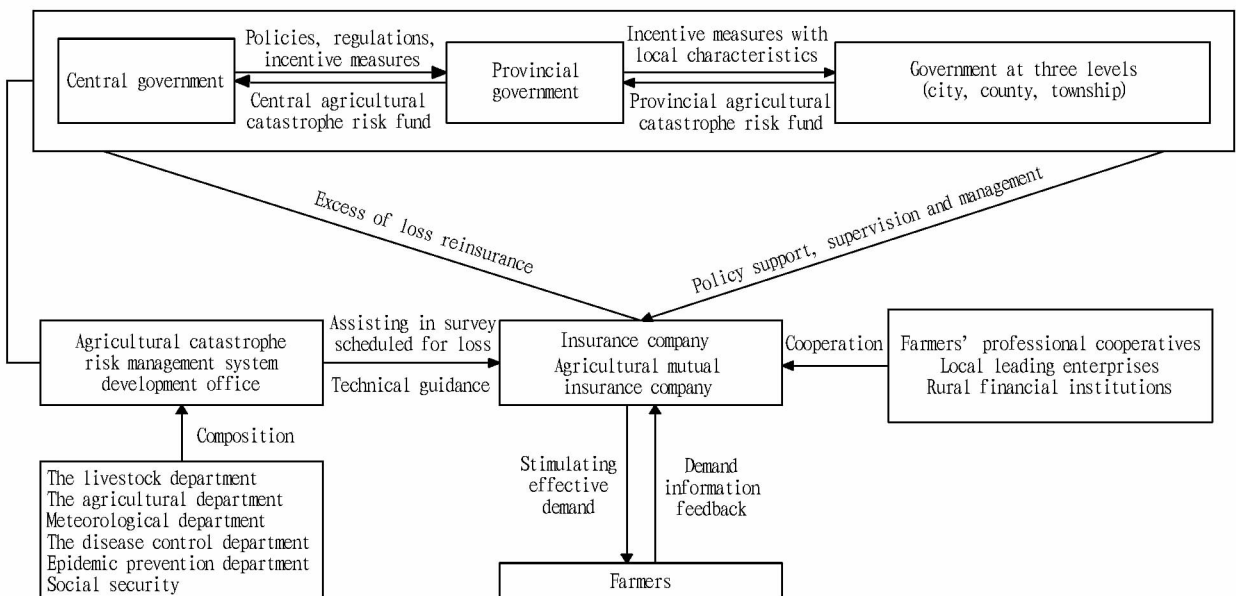 Policies, regulations,
incentive measures
Incentive measures with
local characteristics
Central government
Provincial
government
Government at three levels
(city, county, township)
Central agricultural
catastrophe risk fund
Provincial agricultural
catastrophe risk fund
Excess of loss reinsurance
Policy support, supervision and management
Agricultural catastrophe
risk management system
development office
Assisting in survey
scheduled for loss
Technical guidance
Insurance company
Agricultural mutual
insurance company
Cooperation
Farmers' professional cooperatives
Local leading enterprises
Rural financial institutions
Composition
The livestock department
The agricultural department
Meteorological department
The disease control department
Epidemic prevention department
Social security
Stimulating
effective
demand
Demand
information
feedback
Farmers